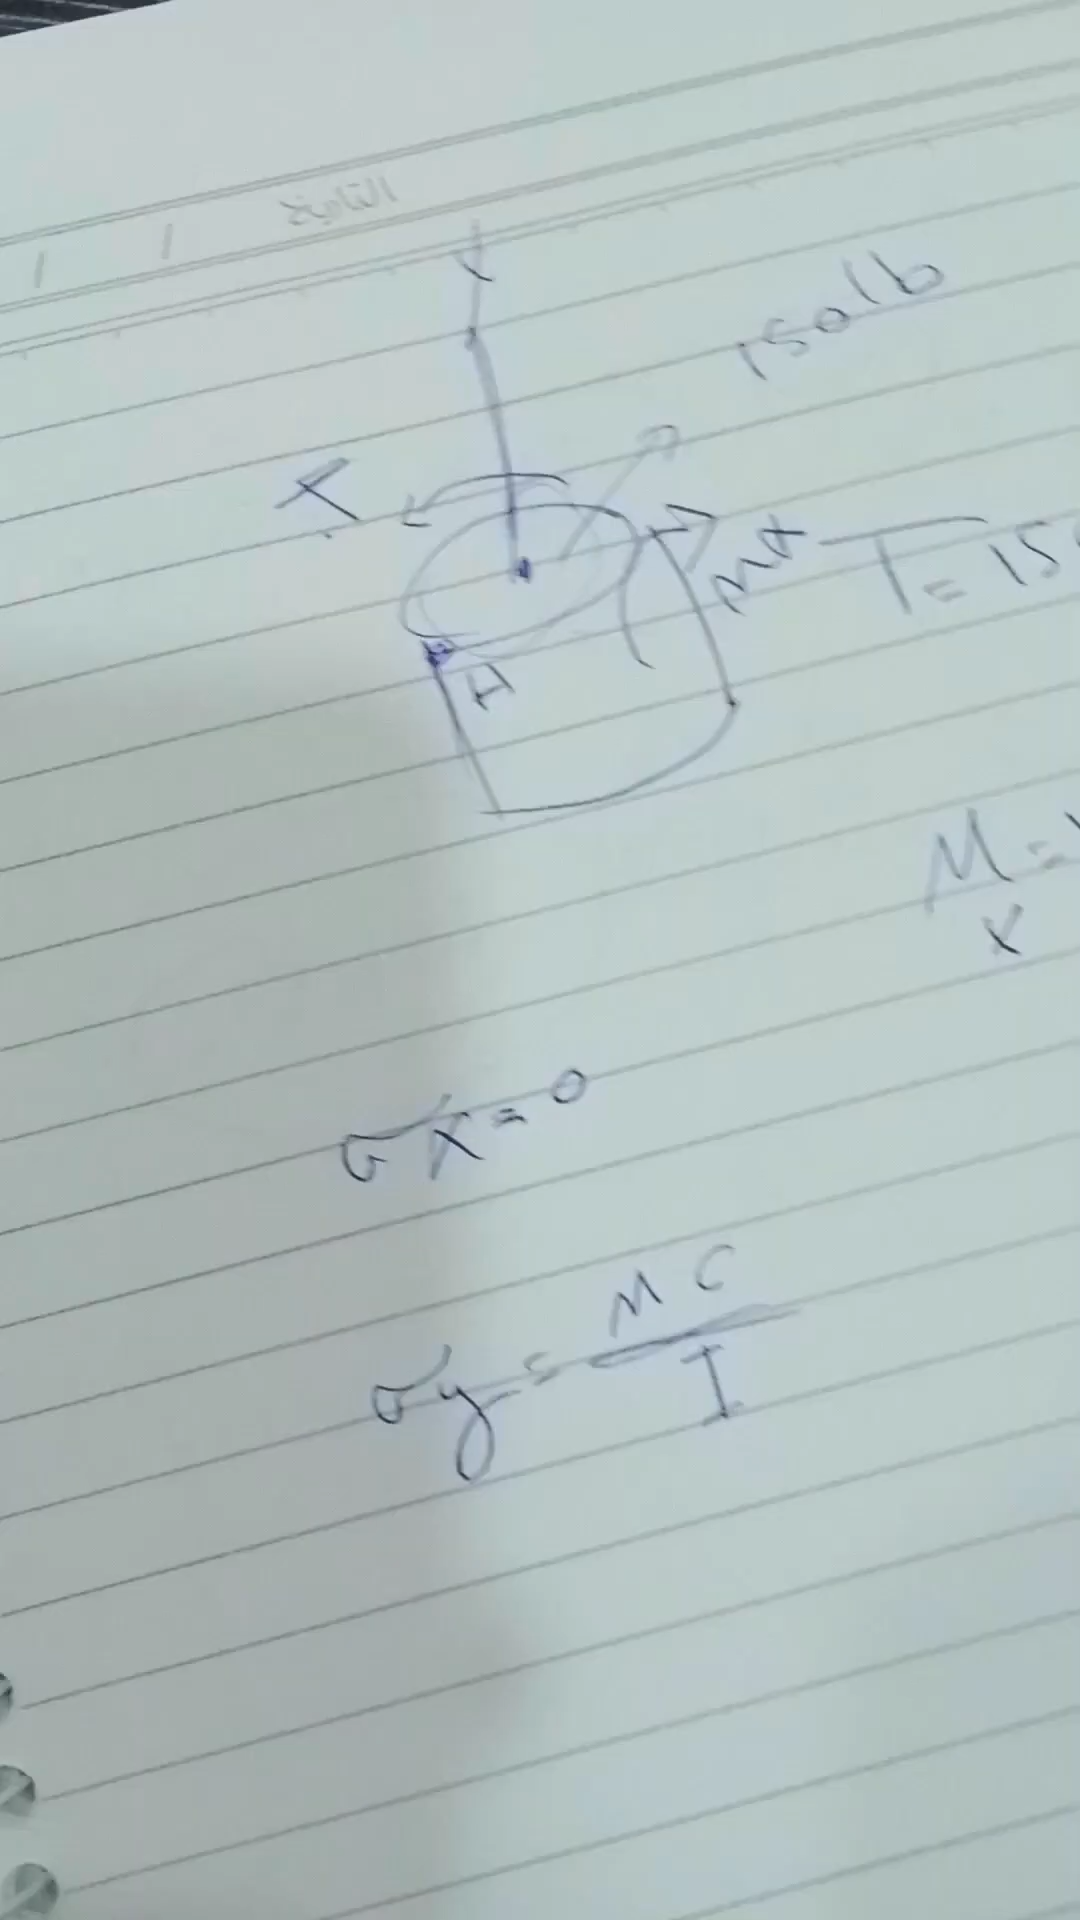 التاريخ / /
Y
150lb
T
Mx
T = 15
H
M = 
x
σx = 0
σy = MC
I